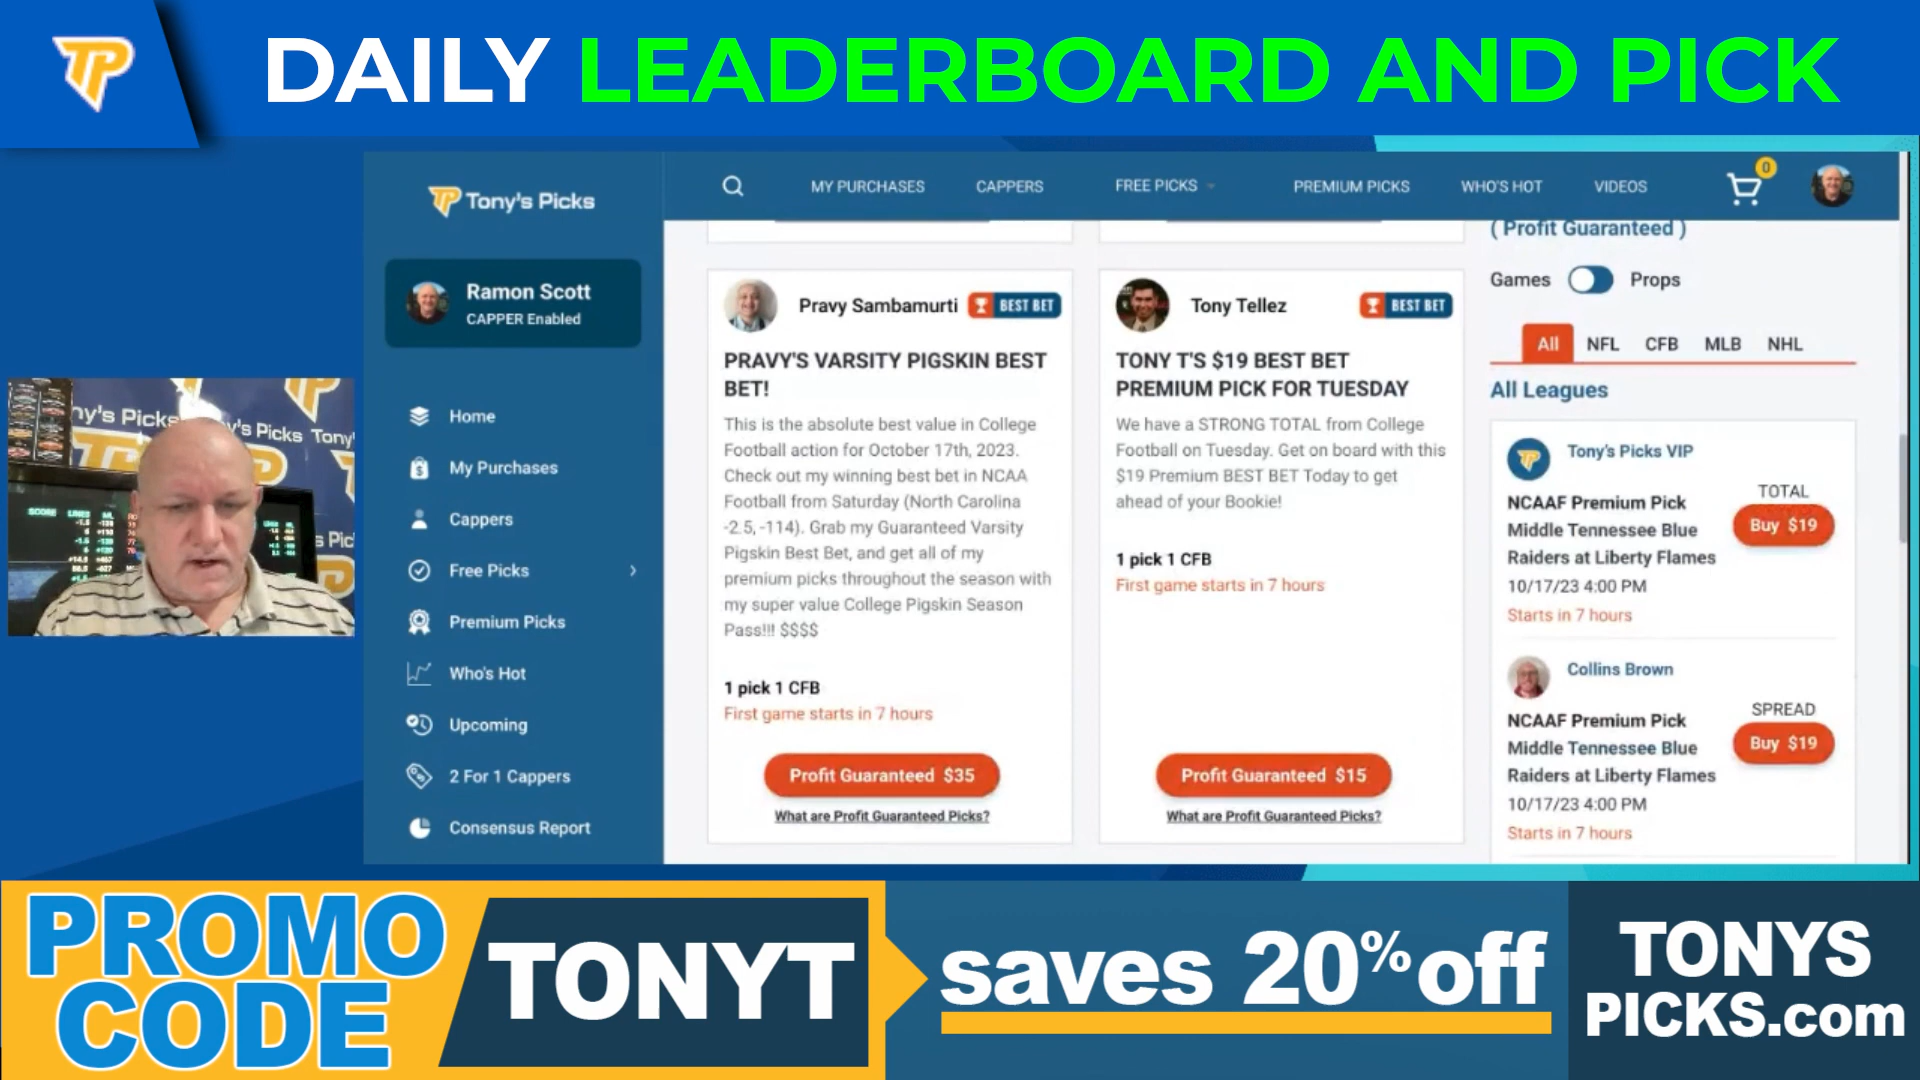 TP
DAILY LEADERBOARD AND PICK
Tony's Picks
MY PURCHASES
CAPPERS
FREE PICKS
PREMIUM PICKS
WHO'S HOT
VIDEOS
0
Ramon Scott
CAPPER Enabled
Home
My Purchases
Cappers
Free Picks
Premium Picks
Who's Hot
Upcoming
2 For 1 Cappers
Consensus Report
Pravy Sambamurti
BEST BET
PRAVY'S VARSITY PIGSKIN BEST
BET!
This is the absolute best value in College
Football action for October 17th, 2023.
Check out my winning best bet in NCAA
Football from Saturday (North Carolina
-2.5, -114). Grab my Guaranteed Varsity
Pigskin Best Bet, and get all of my
premium picks throughout the season with
my super value College Pigskin Season
Pass!!! $$$$
1 pick 1 CFB
First game starts in 7 hours
Profit Guaranteed $35
What are Profit Guaranteed Picks?
Tony Tellez
BEST BET
TONY T'S $19 BEST BET
PREMIUM PICK FOR TUESDAY
We have a STRONG TOTAL from College
Football on Tuesday. Get on board with this
$19 Premium BEST BET Today to get
ahead of your Bookie!
1 pick 1 CFB
First game starts in 7 hours
Profit Guaranteed $15
What are Profit Guaranteed Picks?
( Profit Guaranteed )
Games
Props
All NFL CFB MLB NHL
All Leagues
Tony's Picks VIP
NCAAF Premium Pick
Middle Tennessee Blue
Raiders at Liberty Flames
10/17/23 4:00 PM
Starts in 7 hours
TOTAL
Buy $19
Collins Brown
NCAAF Premium Pick
Middle Tennessee Blue
Raiders at Liberty Flames
10/17/23 4:00 PM
Starts in 7 hours
SPREAD
Buy $19
PROMO
CODE
TONYT
saves 20% off
TONYS
PICKS.com